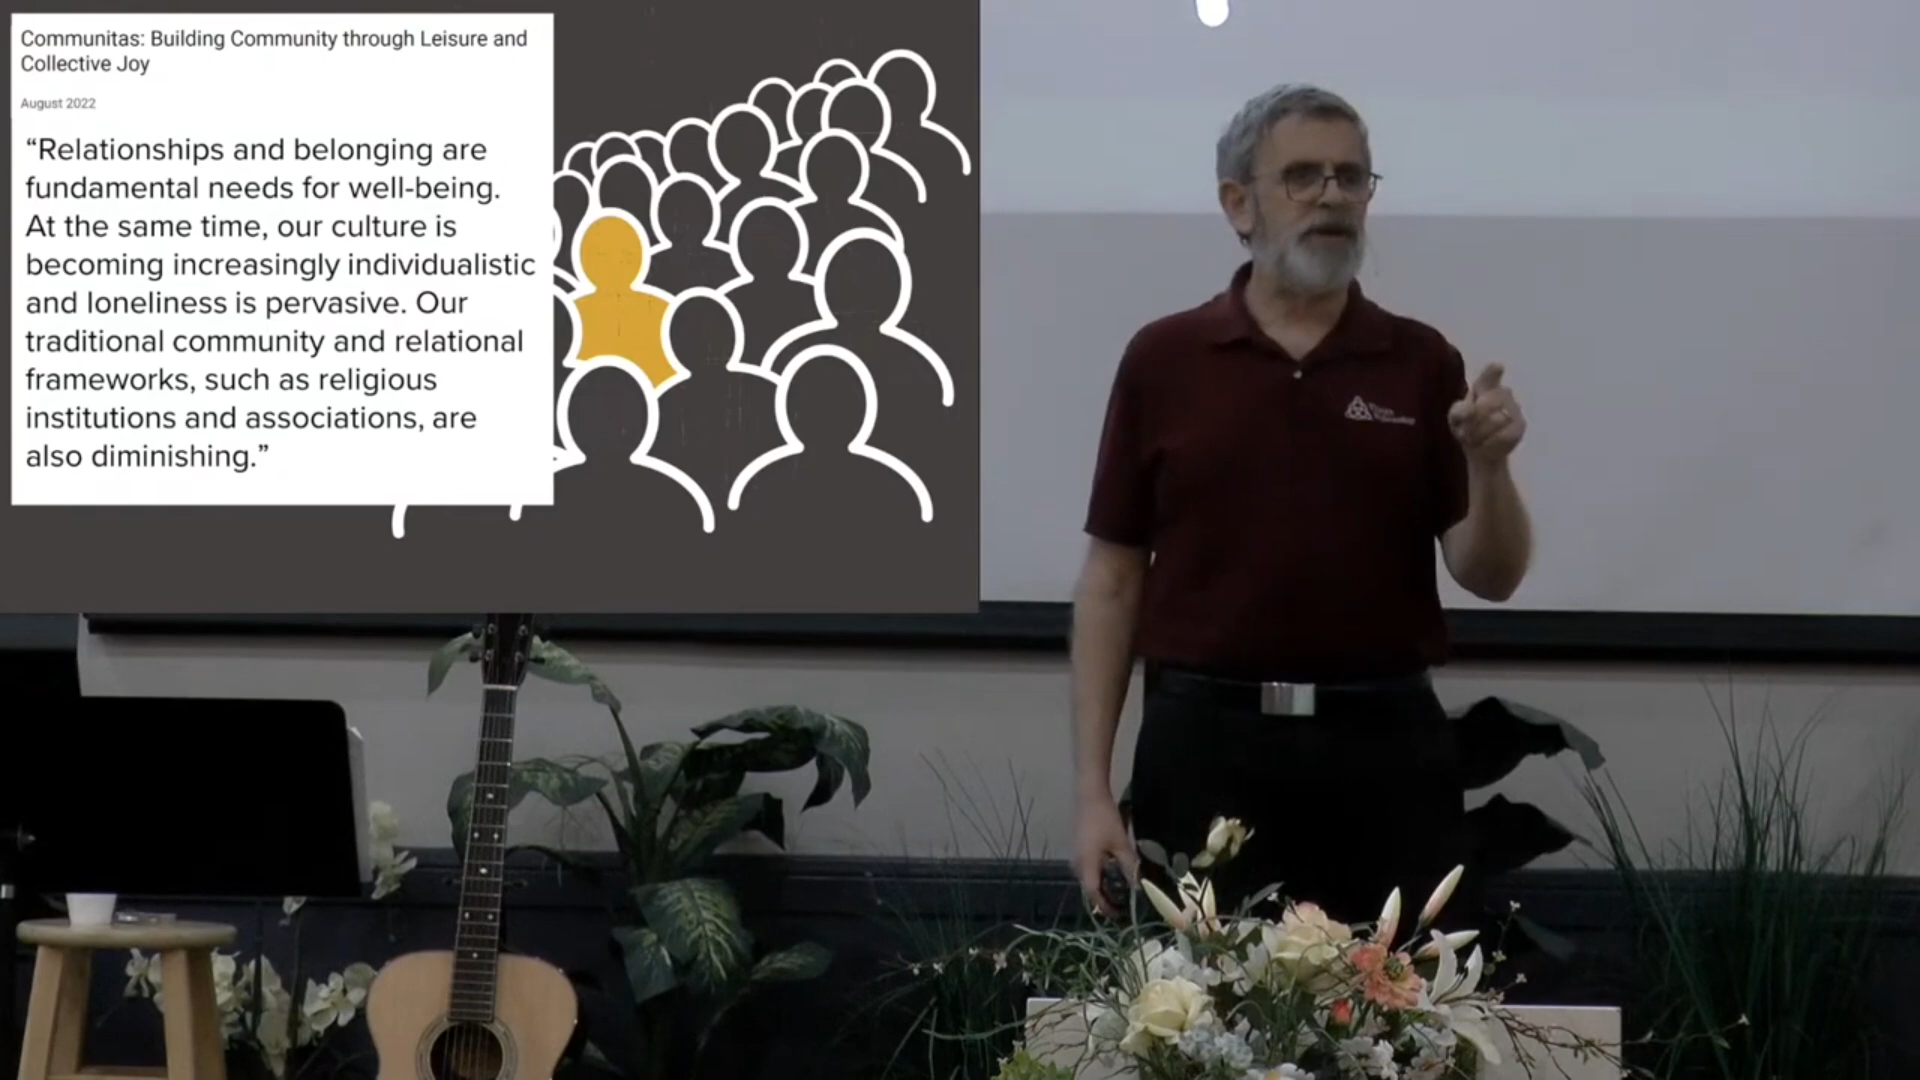 Communitas: Building Community through Leisure and
Collective Joy
August 2022
“Relationships and belonging are
fundamental needs for well-being.
At the same time, our culture is
becoming increasingly individualistic
and loneliness is pervasive. Our
traditional community and relational
frameworks, such as religious
institutions and associations, are
also diminishing.”